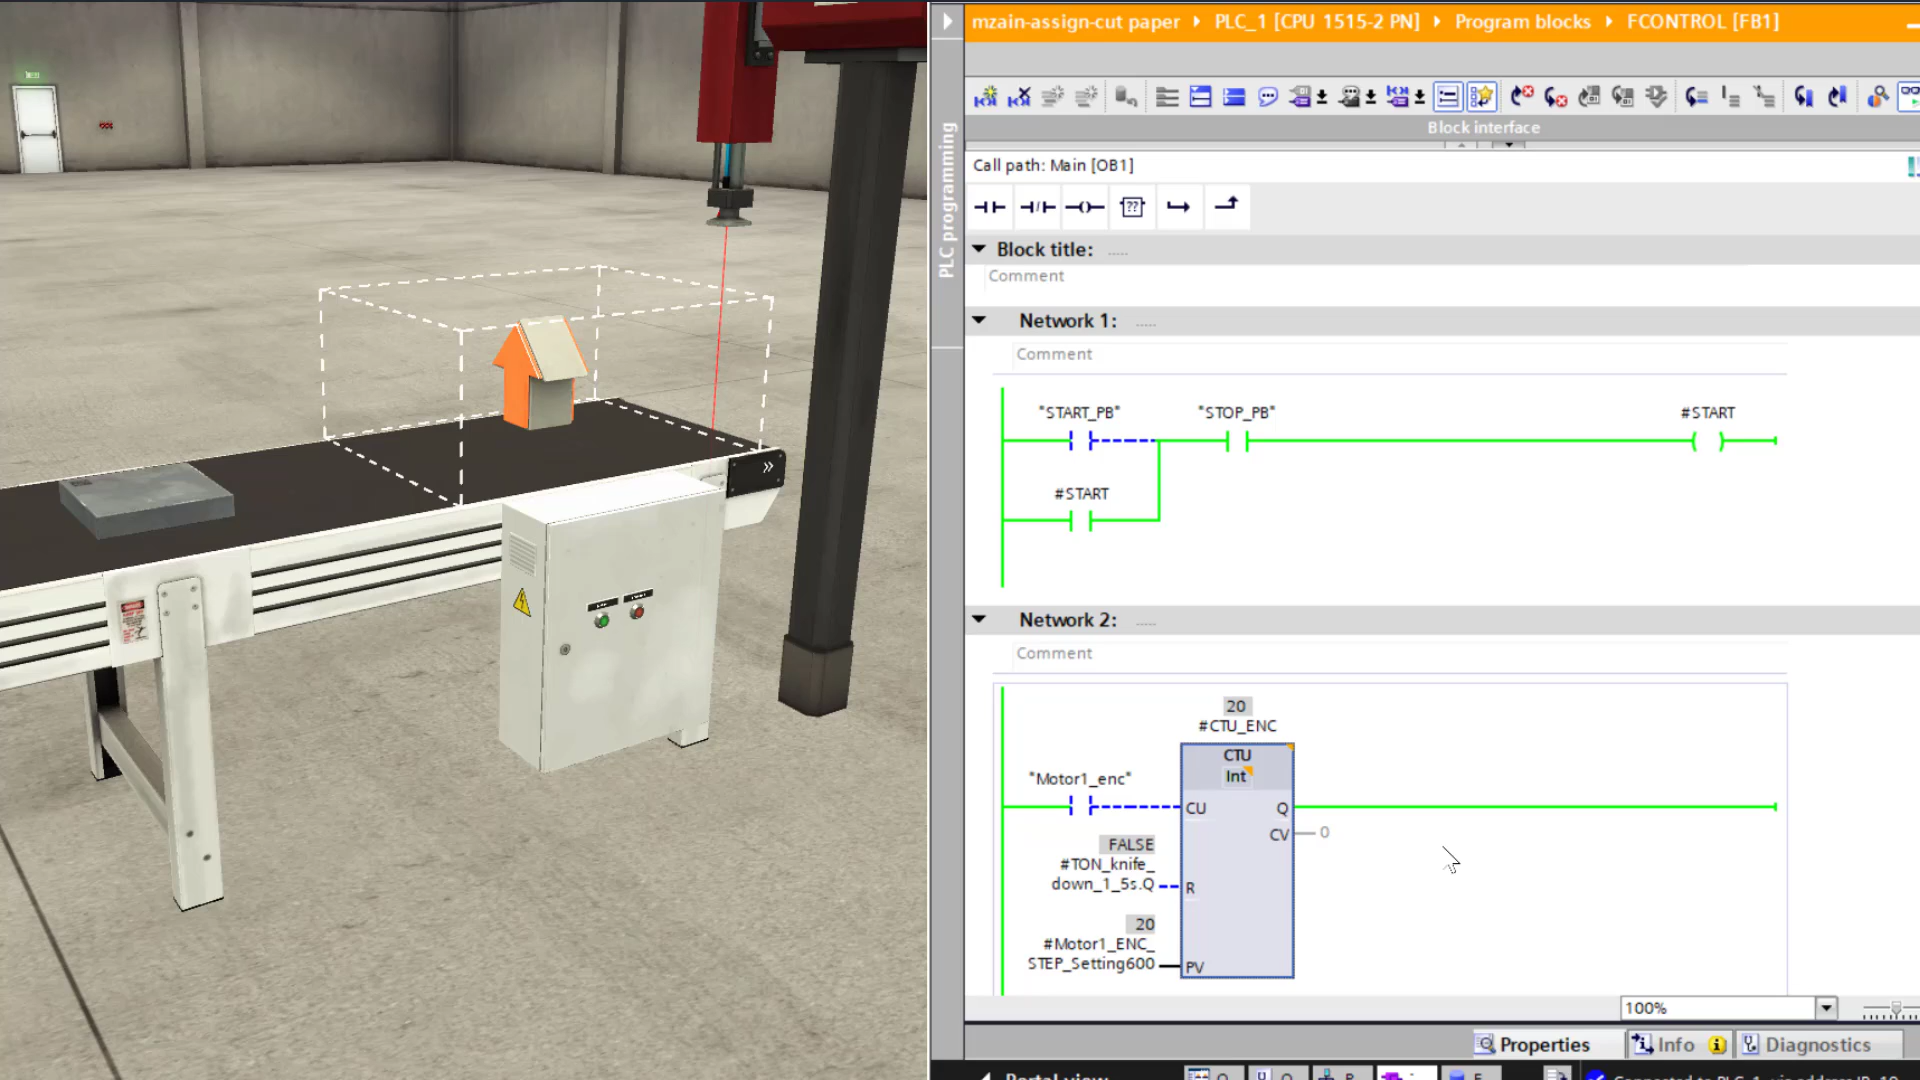 mzain-assign-cut paper ▸ PLC_1 [CPU 1515-2 PN] ▸ Program blocks ▸ FCONTROL [FB1]
PLC programming
Block interface
Call path: Main [OB1]
??
Block title: .....
Comment
Network 1: .....
Comment
"START_PB"
"STOP_PB"
#START
#START
Network 2: .....
Comment
20
#CTU_ENC
CTU
Int
"Motor1_enc"
CU
Q
CV
0
FALSE
#TON_knife_
down_1_5s.Q
R
20
#Motor1_ENC_
STEP_Setting600
PV
100%
Properties
Info
Diagnostics
Portal view